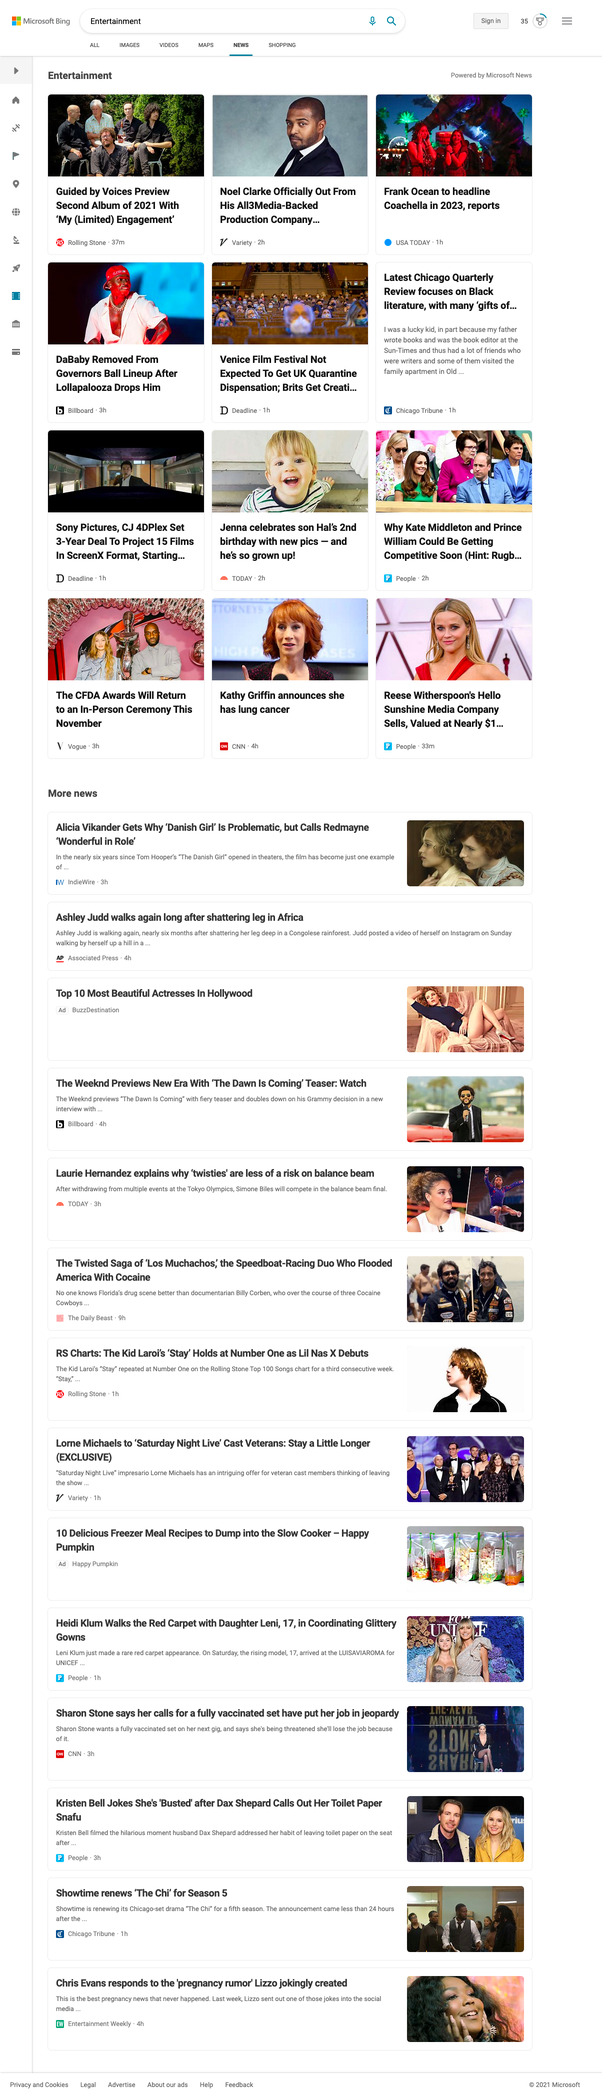 Microsoft Bing
Entertainment
Sign in
35
ALL
IMAGES
VIDEOS
MAPS
NEWS
SHOPPING
Entertainment
Powered by Microsoft News
Guided by Voices Preview
Second Album of 2021 With
‘My (Limited) Engagement’
Rolling Stone · 37m
Noel Clarke Officially Out From
His All3Media-Backed
Production Company…
Variety · 2h
Frank Ocean to headline
Coachella in 2023, reports
USA TODAY · 1h
DaBaby Removed From
Governors Ball Lineup After
Lollapalooza Drops Him
Billboard · 3h
Venice Film Festival Not
Expected To Get UK Quarantine
Dispensation; Brits Get Creati…
Deadline · 1h
Latest Chicago Quarterly
Review focuses on Black
literature, with many ‘gifts of…
I was a lucky kid, in part because my father
wrote books and was the book editor at the
Sun-Times and thus had a lot of friends who
were writers and some of them visited the
family apartment in Old ...
Chicago Tribune · 1h
Sony Pictures, CJ 4DPlex Set
3-Year Deal To Project 15 Films
In ScreenX Format, Starting…
Deadline · 1h
Jenna celebrates son Hal’s 2nd
birthday with new pics — and
he’s so grown up!
TODAY · 2h
Why Kate Middleton and Prince
William Could Be Getting
Competitive Soon (Hint: Rugb…
People · 2h
The CFDA Awards Will Return
to an In-Person Ceremony This
November
Vogue · 3h
Kathy Griffin announces she
has lung cancer
CNN · 4h
Reese Witherspoon's Hello
Sunshine Media Company
Sells, Valued at Nearly $1…
People · 33m
More news
Alicia Vikander Gets Why ‘Danish Girl’ Is Problematic, but Calls Redmayne
‘Wonderful in Role’
In the nearly six years since Tom Hooper’s “The Danish Girl” opened in theaters, the film has become just one example
of ...
IndieWire · 3h
Ashley Judd walks again long after shattering leg in Africa
Ashley Judd is walking again, nearly six months after shattering her leg deep in a Congolese rainforest. Judd posted a video of herself on Instagram on Sunday
walking by herself up a hill in a ...
AP Associated Press · 4h
Top 10 Most Beautiful Actresses In Hollywood
Ad BuzzDestination
The Weeknd Previews New Era With ‘The Dawn Is Coming’ Teaser: Watch
The Weeknd previews "The Dawn Is Coming" with fiery teaser and doubles down on his Grammy decision in a new
interview with ...
Billboard · 4h
Laurie Hernandez explains why 'twisties' are less of a risk on balance beam
After withdrawing from multiple events at the Tokyo Olympics, Simone Biles will compete in the balance beam final.
TODAY · 3h
The Twisted Saga of ‘Los Muchachos,’ the Speedboat-Racing Duo Who Flooded
America With Cocaine
No one knows Florida’s drug scene better than documentarian Billy Corben, who over the course of three Cocaine
Cowboys ...
The Daily Beast · 9h
RS Charts: The Kid Laroi’s ‘Stay’ Holds at Number One as Lil Nas X Debuts
The Kid Laroi’s “Stay” repeated at Number One on the Rolling Stone Top 100 Songs chart for a third consecutive week.
“Stay,” ...
Rolling Stone · 1h
Lorne Michaels to ‘Saturday Night Live’ Cast Veterans: Stay a Little Longer
(EXCLUSIVE)
“Saturday Night Live” impresario Lorne Michaels has an intriguing offer for veteran cast members thinking of leaving
the show ...
Variety · 1h
10 Delicious Freezer Meal Recipes to Dump into the Slow Cooker – Happy
Pumpkin
Ad Happy Pumpkin
Heidi Klum Walks the Red Carpet with Daughter Leni, 17, in Coordinating Glittery
Gowns
Leni Klum just made a rare red carpet appearance. On Saturday, the rising model, 17, arrived at the LUISAVIAROMA for
UNICEF ...
People · 1h
Sharon Stone says her calls for a fully vaccinated set have put her job in jeopardy
Sharon Stone wants a fully vaccinated set on her next gig, and says she's being threatened she'll lose the job because
of it.
CNN · 3h
Kristen Bell Jokes She's 'Busted' after Dax Shepard Calls Out Her Toilet Paper
Snafu
Kristen Bell filmed the hilarious moment husband Dax Shepard addressed her habit of leaving toilet paper on the seat
after ...
People · 3h
Showtime renews ‘The Chi’ for Season 5
Showtime is renewing its Chicago-set drama “The Chi” for a fifth season. The announcement came less than 24 hours
after the ...
Chicago Tribune · 1h
Chris Evans responds to the 'pregnancy rumor' Lizzo jokingly created
This is the best pregnancy news that never happened. Last week, Lizzo sent out one of those jokes into the social
media ...
Entertainment Weekly · 4h
Privacy and Cookies
Legal
Advertise
About our ads
Help
Feedback
© 2021 Microsoft